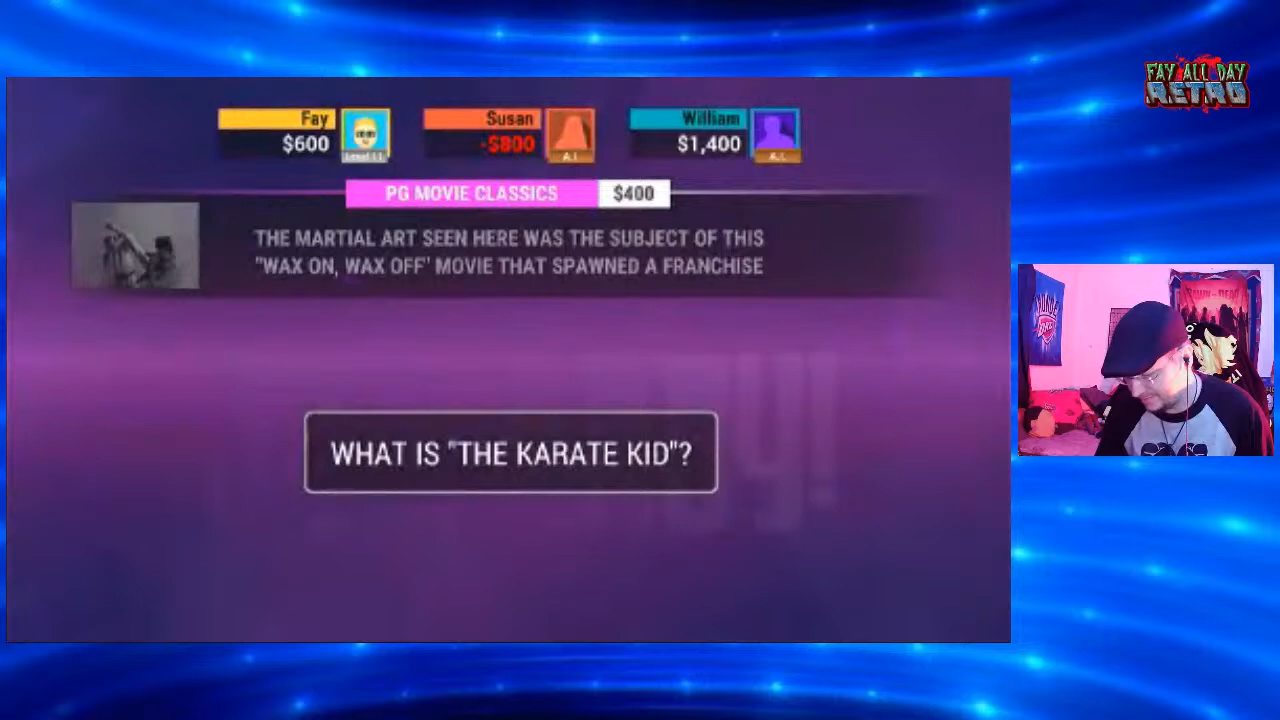 FAY ALL DAY
RETRO
Fay
$600
Susan
-$800
A.I.
William
$1,400
A.I.
PG MOVIE CLASSICS
$400
THE MARTIAL ART SEEN HERE WAS THE SUBJECT OF THIS
"WAX ON, WAX OFF" MOVIE THAT SPAWNED A FRANCHISE
WHAT IS "THE KARATE KID"?